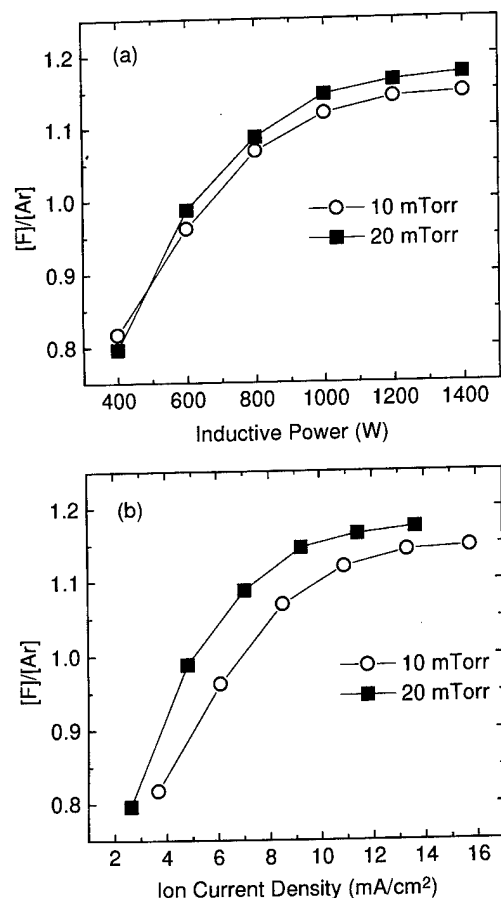 (a)
1.2
1.1
1.0
0.9
0.8
[F]/[Ar]
10 mTorr
20 mTorr
400 600 800 1000 1200 1400
Inductive Power (W)
(b)
1.2
1.1
1.0
0.9
0.8
[F]/[Ar]
10 mTorr
20 mTorr
2 4 6 8 10 12 14 16
Ion Current Density (mA/cm²)